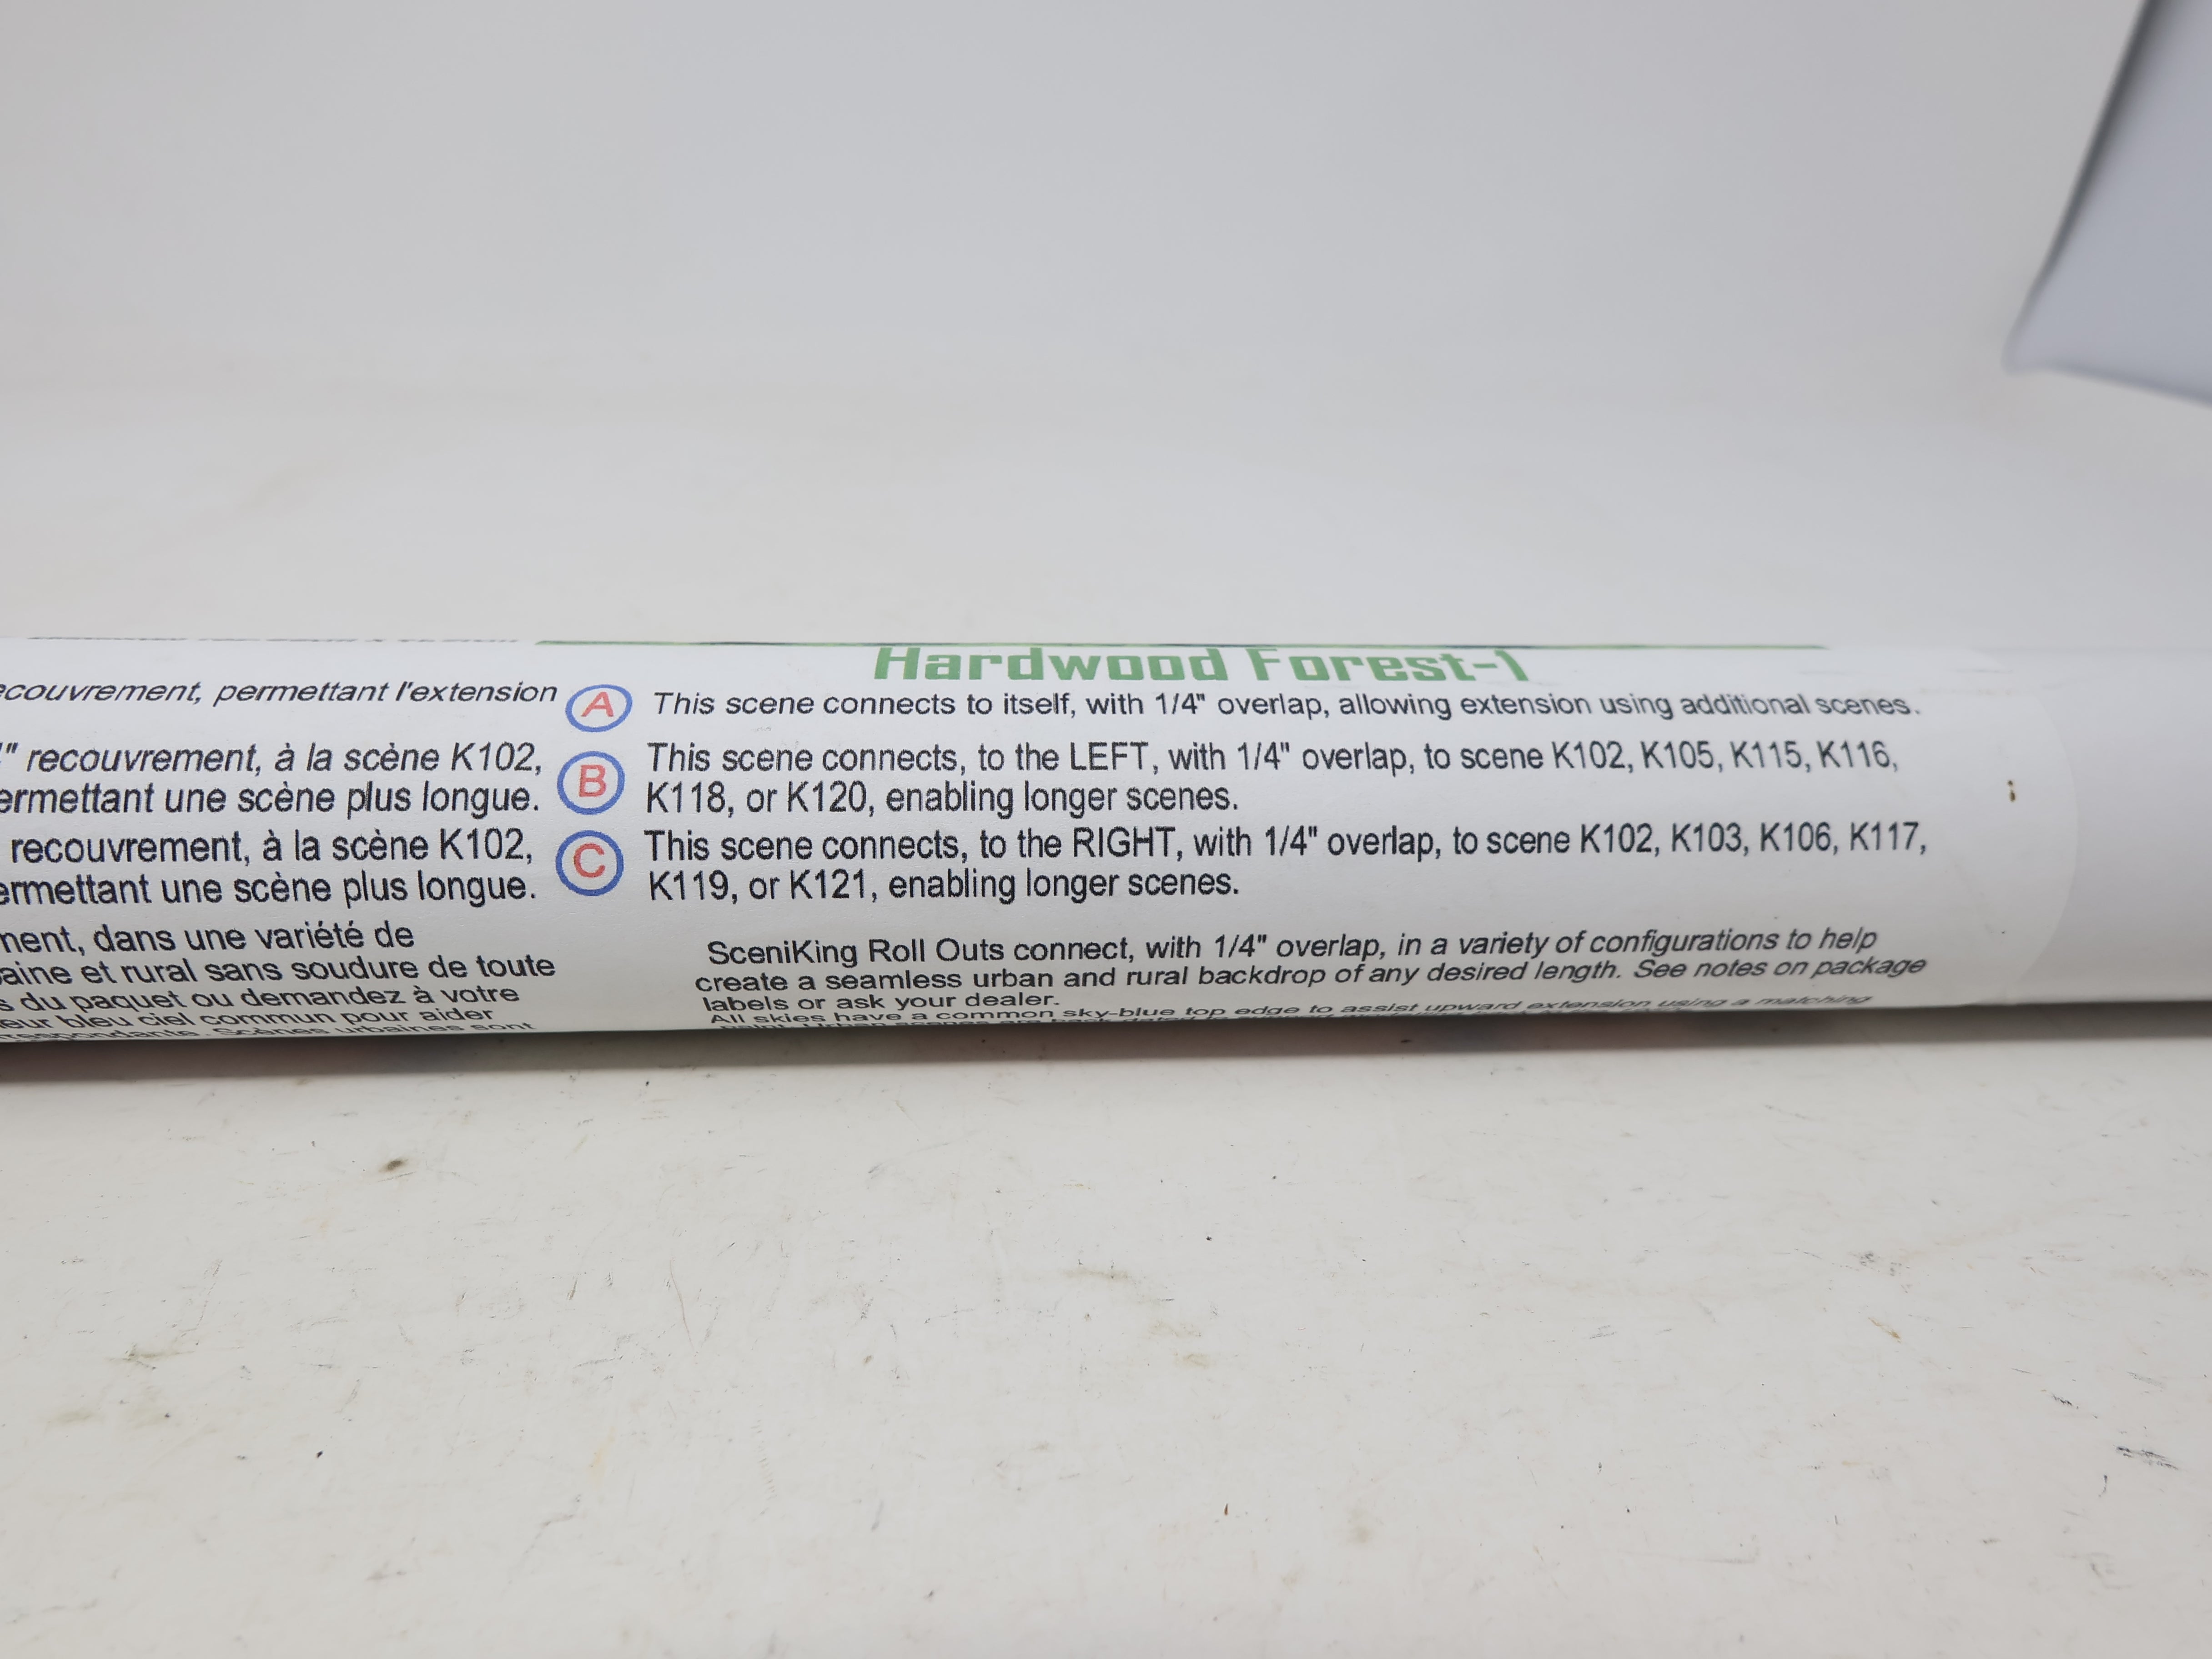 Hardwood Forest-1
recouvrement, permettant l'extension
A This scene connects to itself, with 1/4" overlap, allowing extension using additional scenes.
recouvrement, à la scène K102,
permettant une scène plus longue.
B This scene connects, to the LEFT, with 1/4" overlap, to scene K102, K105, K115, K116,
K118, or K120, enabling longer scenes.
recouvrement, à la scène K102,
permettant une scène plus longue.
C This scene connects, to the RIGHT, with 1/4" overlap, to scene K102, K103, K106, K117,
K119, or K121, enabling longer scenes.
dans une variété de
et rural sans soudure de toute
du paquet ou demandez à votre
bleu ciel commun pour aider
Scènes urbaines sont
SceniKing Roll Outs connect, with 1/4" overlap, in a variety of configurations to help
create a seamless urban and rural backdrop of any desired length. See notes on package
labels or ask your dealer.
All skies have a common sky-blue top edge to assist upward extension using a matching